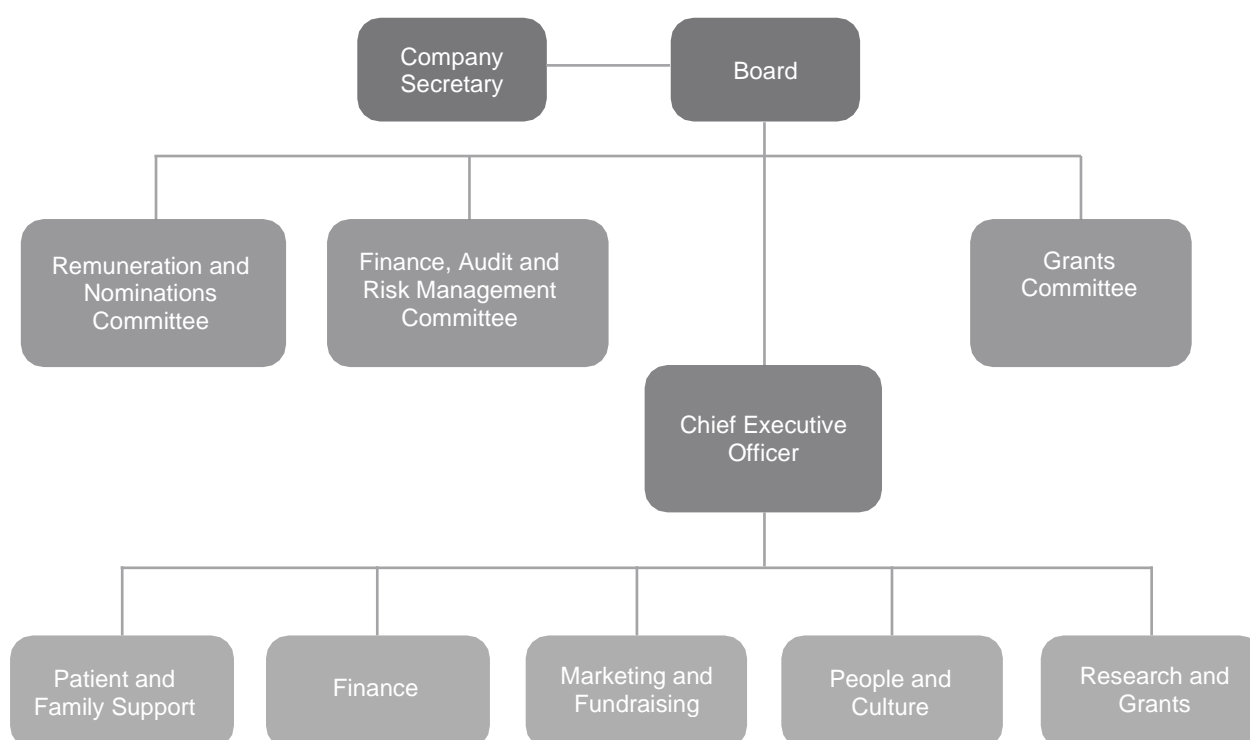 Company
Secretary
Board
Remuneration and
Nominations
Committee
Finance, Audit and
Risk Management
Committee
Grants
Committee
Chief Executive
Officer
Patient and
Family Support
Finance
Marketing and
Fundraising
People and
Culture
Research and
Grants